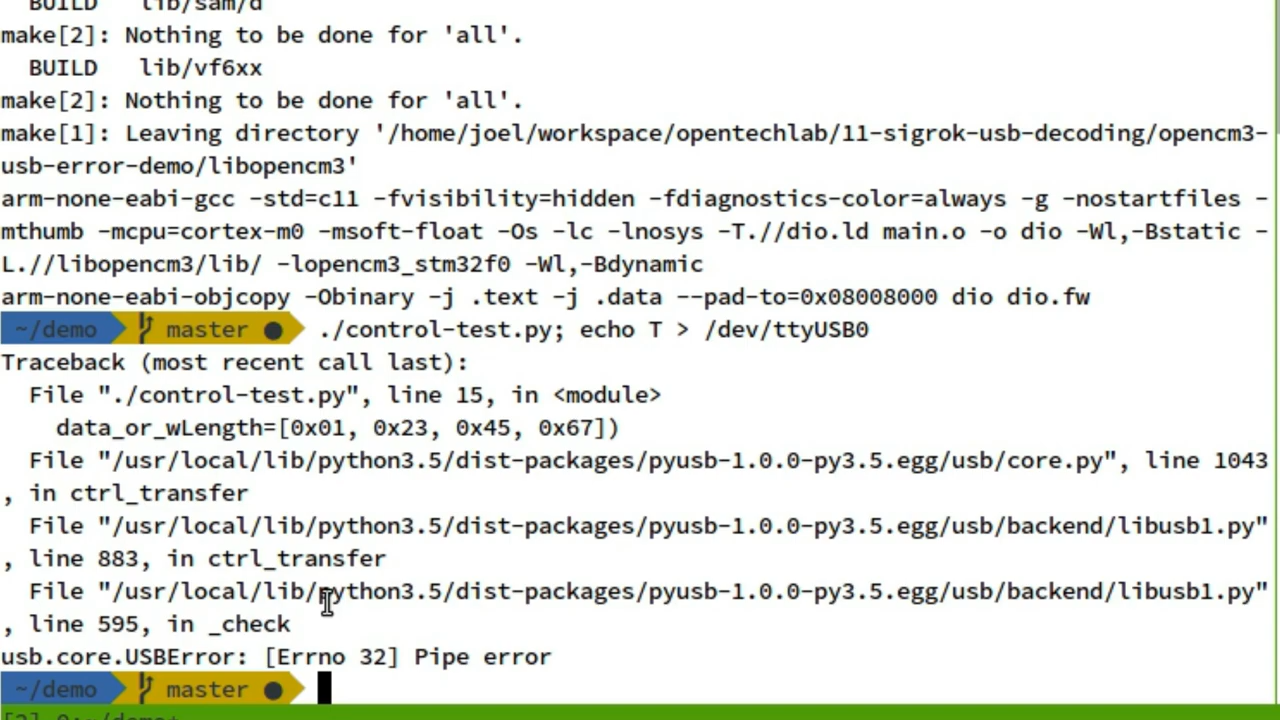 BUILD   lib/sam/d
make[2]: Nothing to be done for 'all'.
  BUILD   lib/vf6xx
make[2]: Nothing to be done for 'all'.
make[1]: Leaving directory '/home/joel/workspace/opentechlab/11-sigrok-usb-decoding/opencm3-
usb-error-demo/libopencm3'
arm-none-eabi-gcc -std=c11 -fvisibility=hidden -fdiagnostics-color=always -g -nostartfiles -
mthumb -mcpu=cortex-m0 -msoft-float -Os -lc -lnosys -T.//dio.ld main.o -o dio -Wl,-Bstatic -
L.//libopencm3/lib/ -lopencm3_stm32f0 -Wl,-Bdynamic
arm-none-eabi-objcopy -Obinary -j .text -j .data --pad-to=0x08008000 dio dio.fw
~/demo master ● ./control-test.py; echo T > /dev/ttyUSB0
Traceback (most recent call last):
  File "./control-test.py", line 15, in <module>
    data_or_wLength=[0x01, 0x23, 0x45, 0x67])
  File "/usr/local/lib/python3.5/dist-packages/pyusb-1.0.0-py3.5.egg/usb/core.py", line 1043
, in ctrl_transfer
  File "/usr/local/lib/python3.5/dist-packages/pyusb-1.0.0-py3.5.egg/usb/backend/libusb1.py"
, line 883, in ctrl_transfer
  File "/usr/local/lib/python3.5/dist-packages/pyusb-1.0.0-py3.5.egg/usb/backend/libusb1.py"
, line 595, in _check
usb.core.USBError: [Errno 32] Pipe error
~/demo master ●